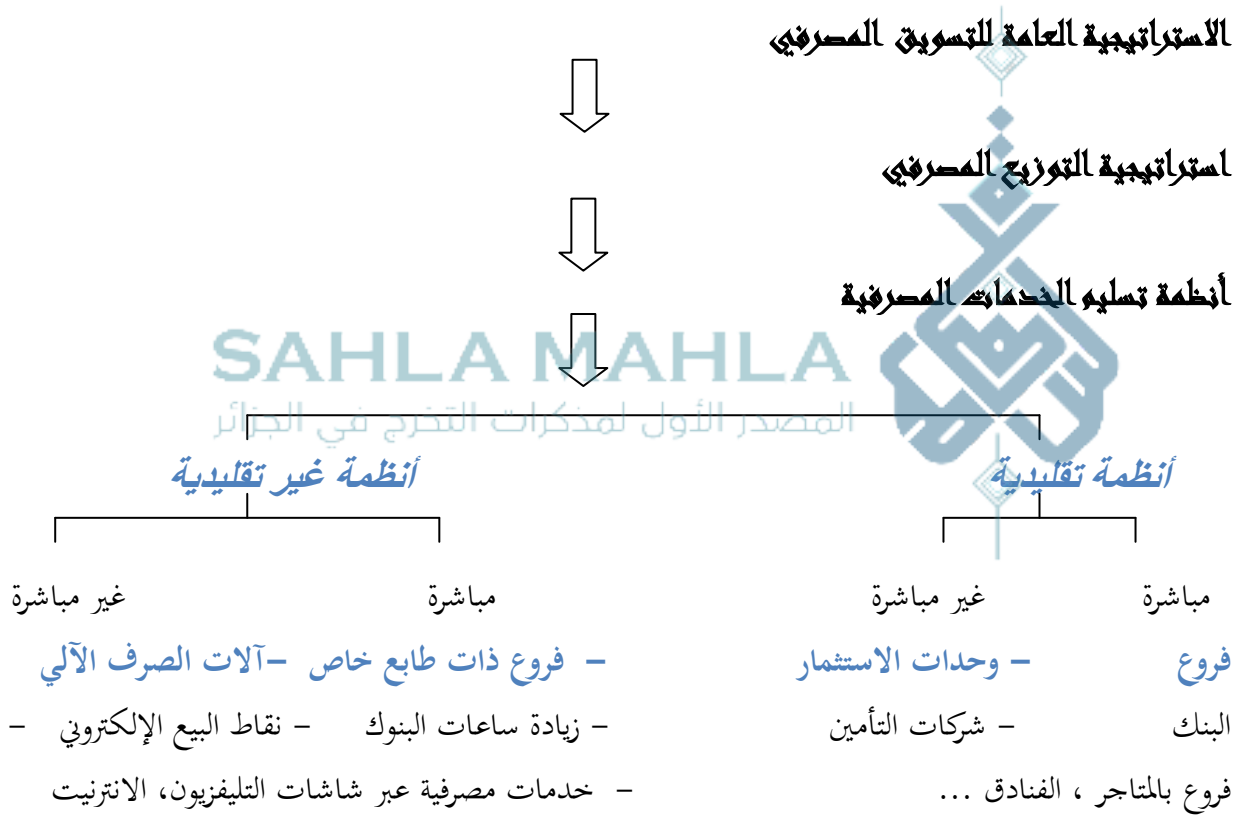 الاستراتيجية العامة للتسويق المصرفي
استراتيجية التوزيع المصرفي
أنظمة تسليم الخدمات المصرفية
SAHLA MAHLA
المصدر الأول لمذكرات التخرج في الجزائر
أنظمة تقليدية أنظمة غير تقليدية
مباشرة غير مباشرة مباشرة غير مباشرة
فروع – وحدات الاستثمار – فروع ذات طابع خاص –آلات الصرف الآلي
البنك – شركات التأمين – زيادة ساعات البنوك – نقاط البيع الإلكتروني –
فروع بالمتاجر ، الفنادق ... – خدمات مصرفية عبر شاشات التليفزيون، الانترنيت